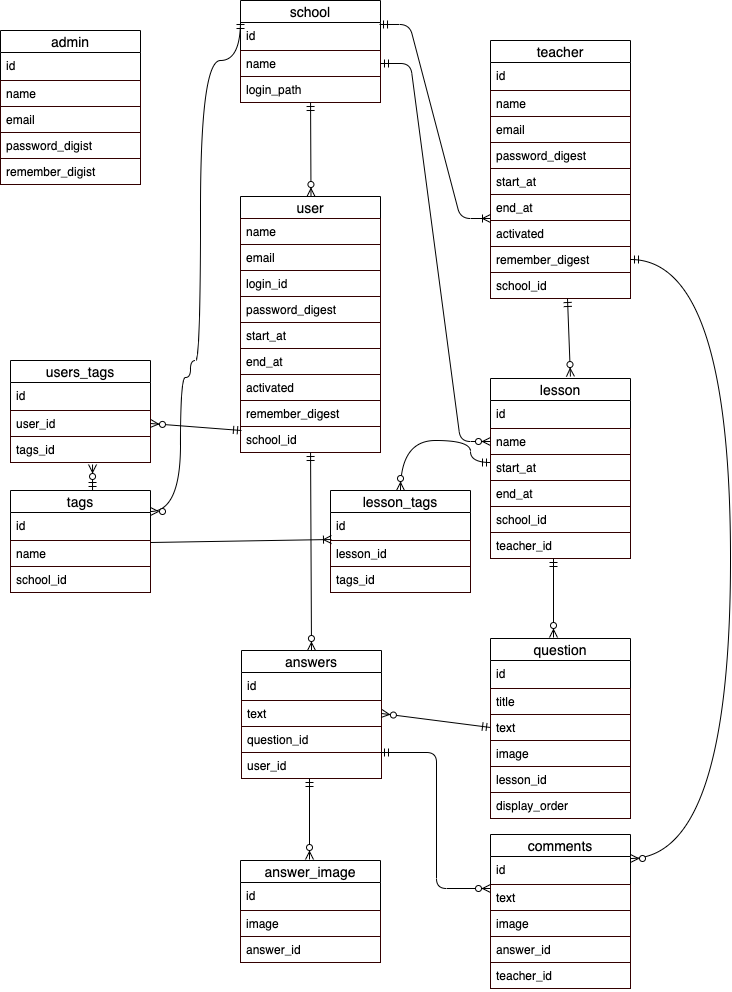 school
id
name
login_path
admin
id
name
email
password_digist
remember_digist
teacher
id
name
email
password_digest
start_at
end_at
activated
remember_digest
school_id
user
name
email
login_id
password_digest
start_at
end_at
activated
remember_digest
school_id
users_tags
id
user_id
tags_id
lesson
id
name
start_at
end_at
school_id
teacher_id
tags
id
name
school_id
lesson_tags
id
lesson_id
tags_id
answers
id
text
question_id
user_id
question
id
title
text
image
lesson_id
display_order
answer_image
id
image
answer_id
comments
id
text
image
answer_id
teacher_id